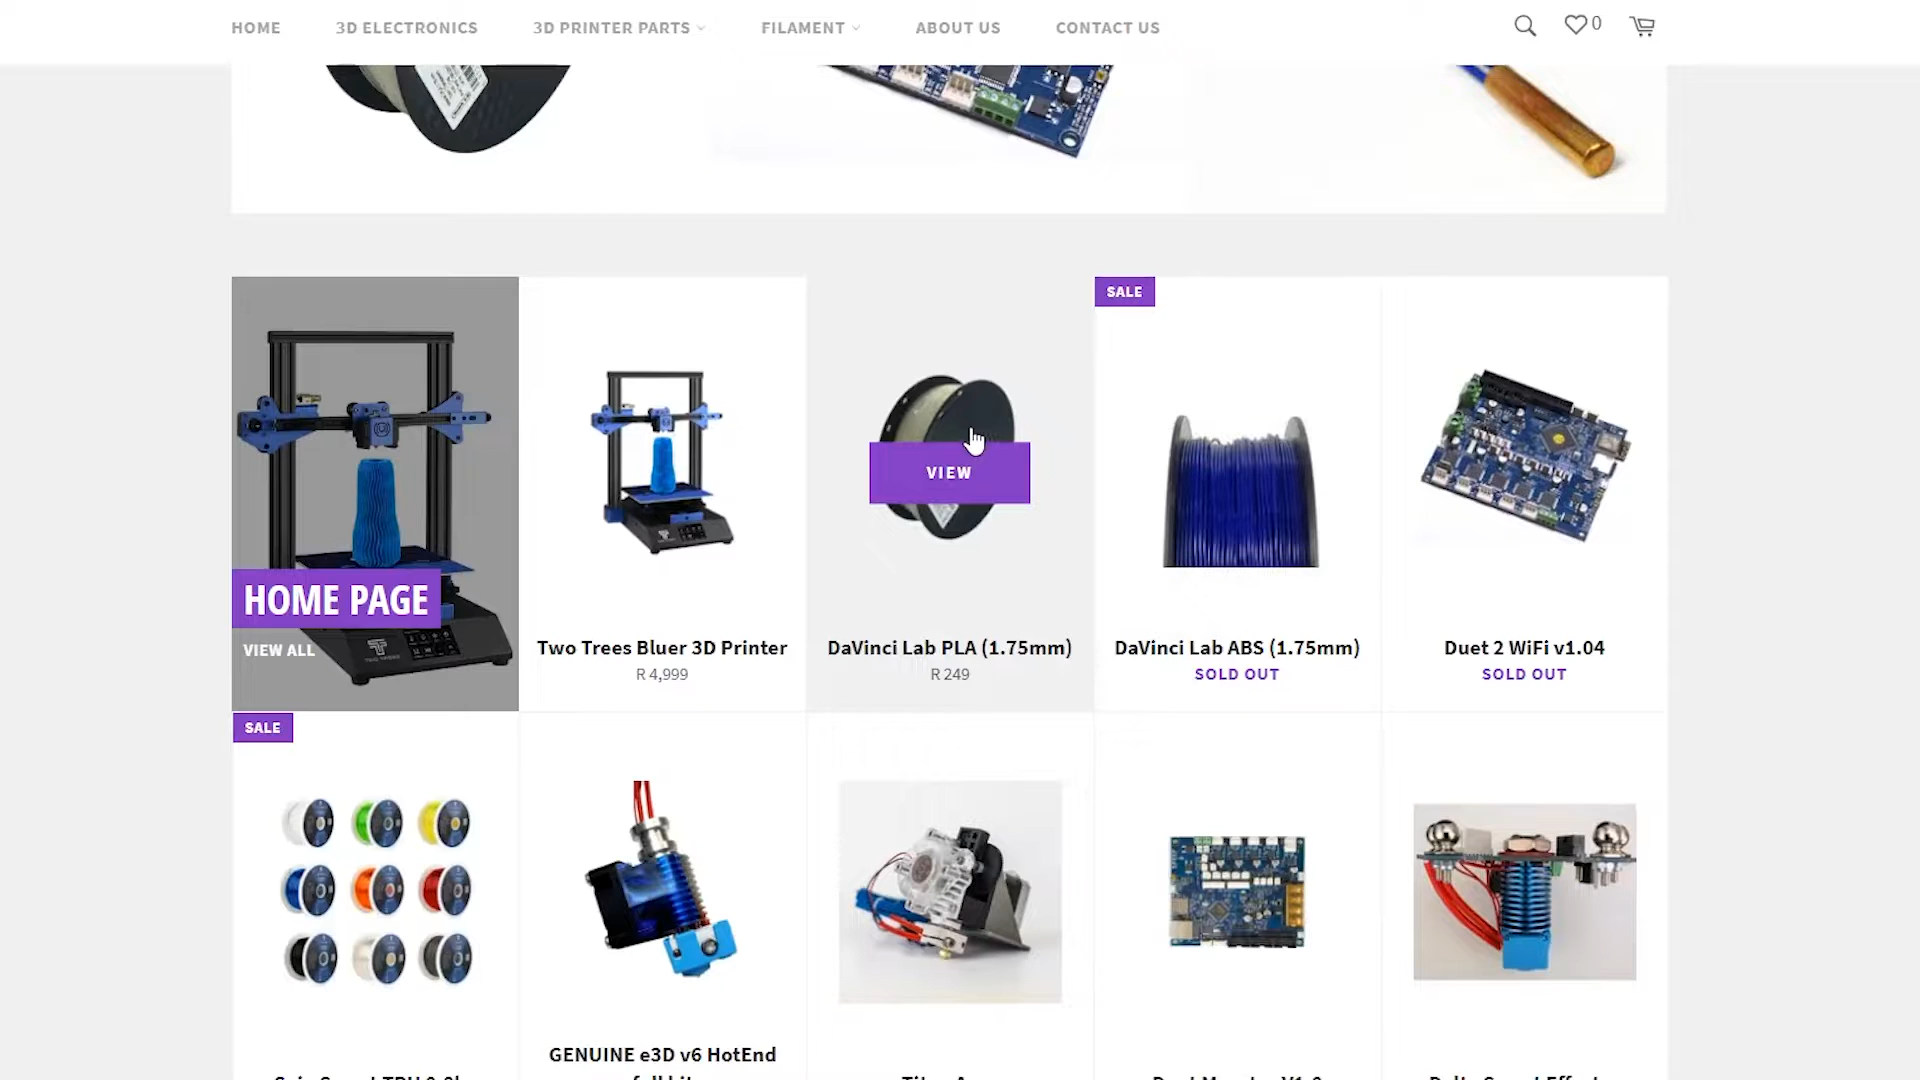 HOME
3D ELECTRONICS
3D PRINTER PARTS
FILAMENT
ABOUT US
CONTACT US
0
SALE
VIEW
HOME PAGE
VIEW ALL
Two Trees Bluer 3D Printer
R 4,999
DaVinci Lab PLA (1.75mm)
R 249
DaVinci Lab ABS (1.75mm)
SOLD OUT
Duet 2 WiFi v1.04
SOLD OUT
SALE
GENUINE e3D v6 HotEnd